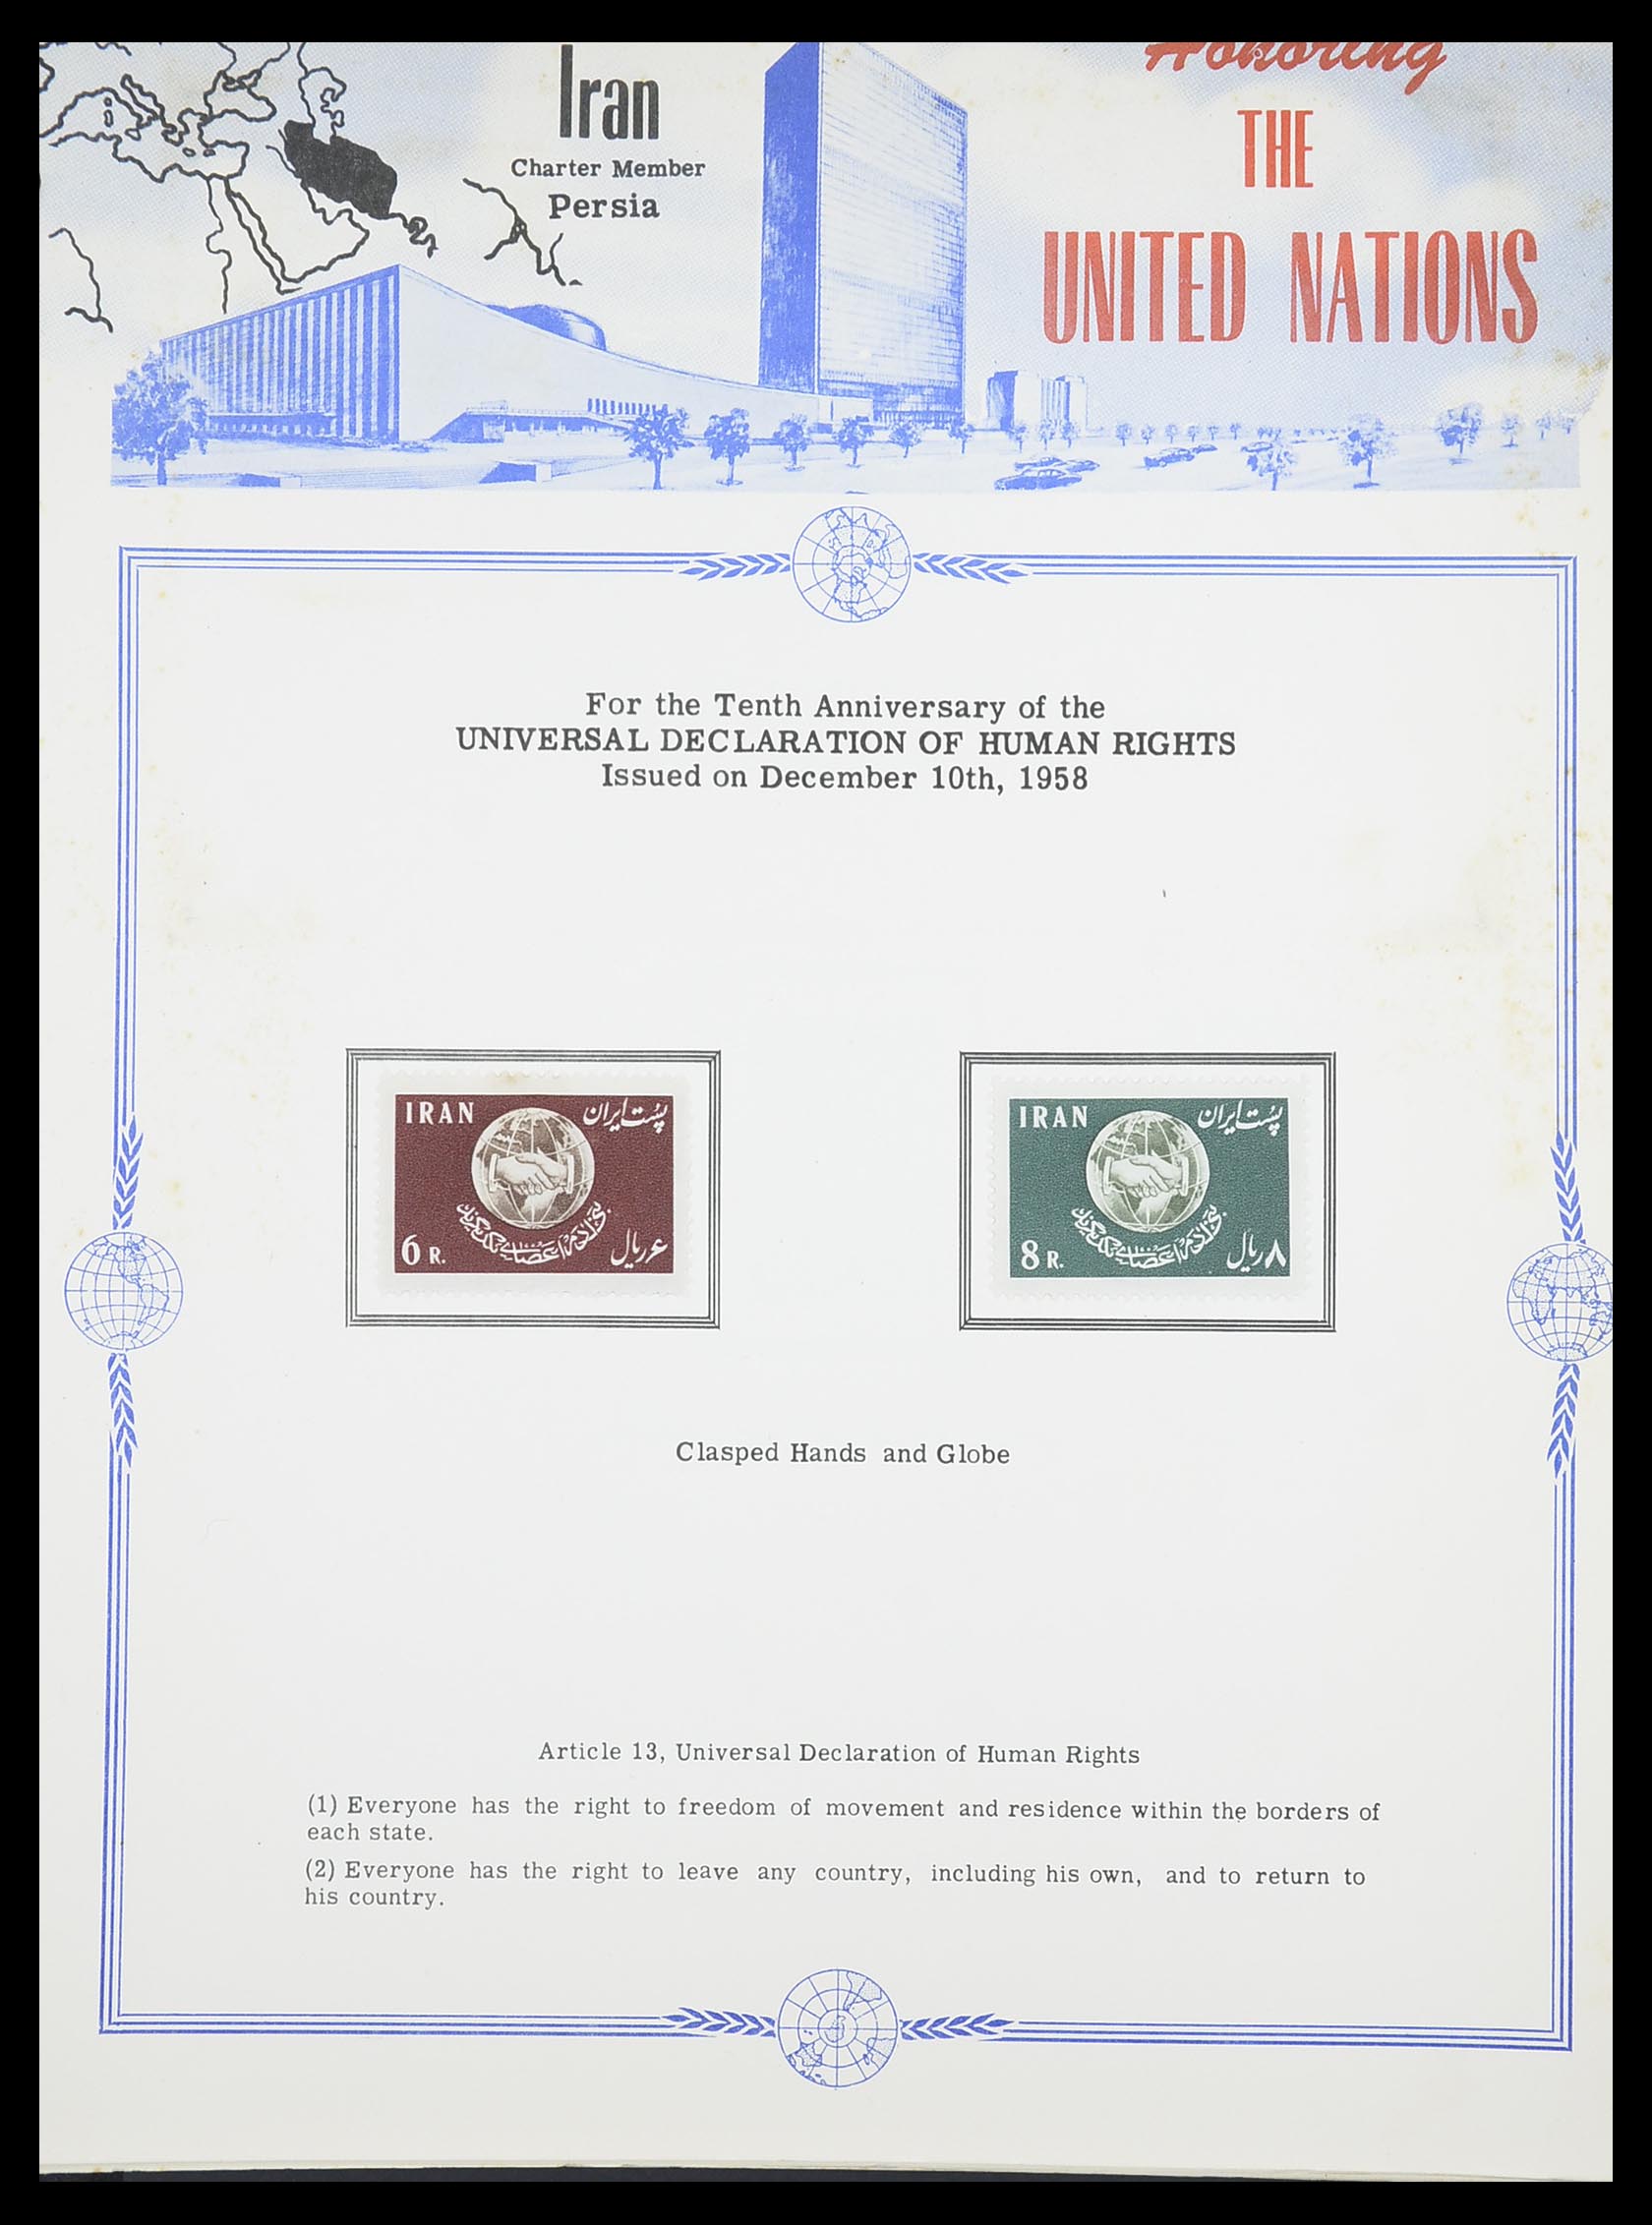 Iran
Charter Member
Persia
Honoring
THE
UNITED NATIONS
For the Tenth Anniversary of the
UNIVERSAL DECLARATION OF HUMAN RIGHTS
Issued on December 10th, 1958
IRAN
پست ایران
6 R.
۶ ریال
IRAN
پست ایران
8 R.
۸ ریال
Clasped Hands and Globe
Article 13, Universal Declaration of Human Rights
(1) Everyone has the right to freedom of movement and residence within the borders of
each state.
(2) Everyone has the right to leave any country, including his own, and to return to
his country.